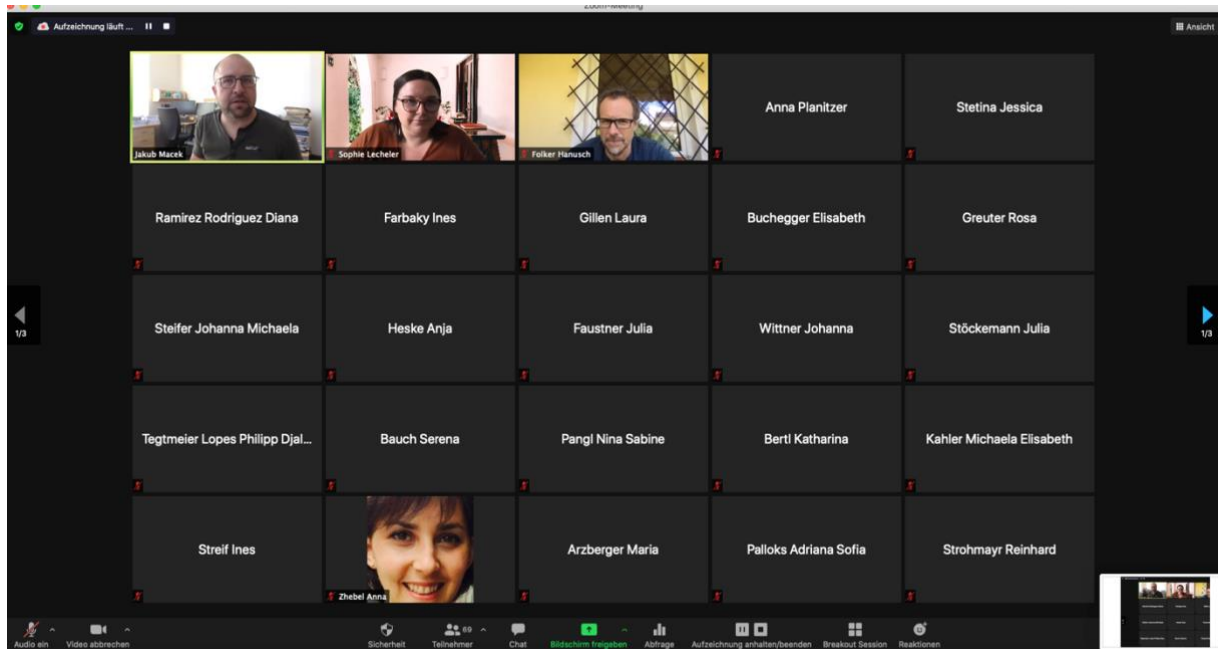 Zoom-Meeting
Aufzeichnung läuft ...
Ansicht
Jakub Macek
Sophie Lecheler
Folker Hanusch
Anna Planitzer
Stetina Jessica
Ramirez Rodriguez Diana
Farbaky Ines
Gillen Laura
Buchegger Elisabeth
Greuter Rosa
1/3
Steifer Johanna Michaela
Heske Anja
Faustner Julia
Wittner Johanna
Stöckemann Julia
1/3
Tegtmeier Lopes Philipp Djal...
Bauch Serena
Pangl Nina Sabine
Bertl Katharina
Kahler Michaela Elisabeth
Streif Ines
Zhebel Anna
Arzberger Maria
Palloks Adriana Sofia
Strohmayr Reinhard
Audio ein
Video abbrechen
Sicherheit
69
Teilnehmer
Chat
Bildschirm freigeben
Abfrage
Aufzeichnung anhalten/beenden
Breakout Session
Reaktionen